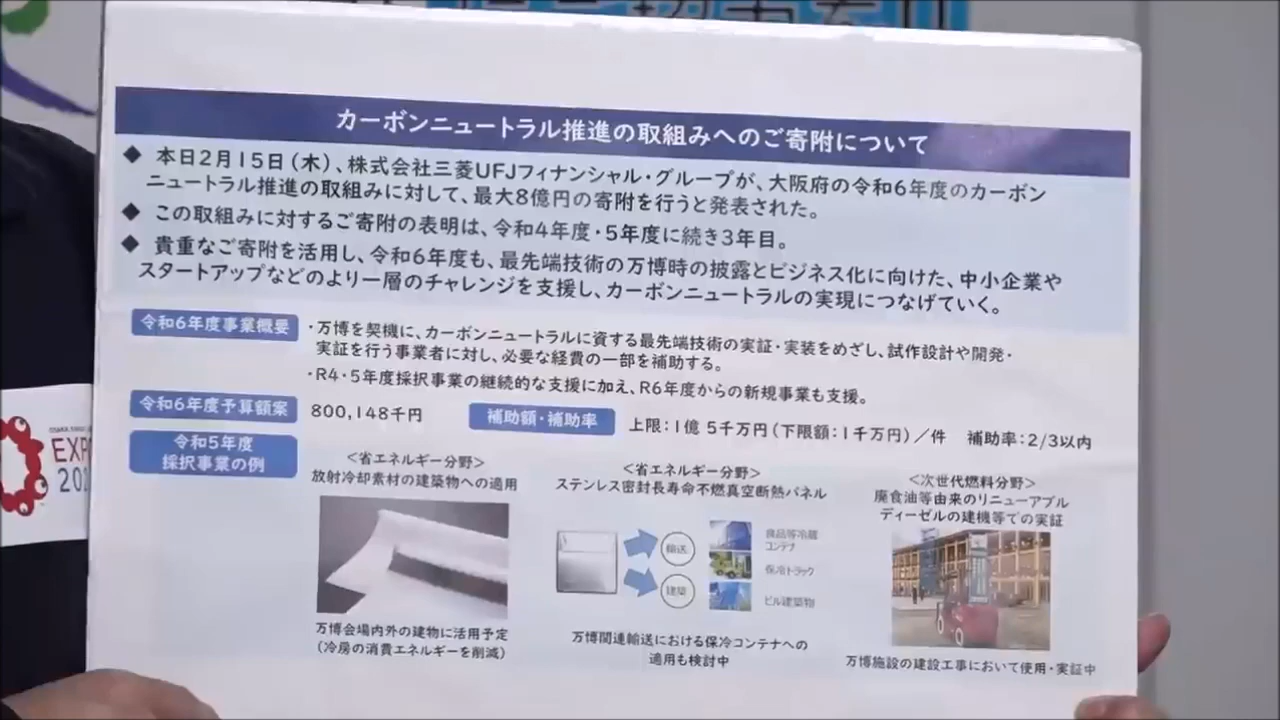 カーボンニュートラル推進の取組みへのご寄附について
◆ 本日2月15日(木)、株式会社三菱UFJフィナンシャル・グループが、大阪府の令和6年度のカーボン
ニュートラル推進の取組みに対して、最大8億円の寄附を行うと発表された。
◆ この取組みに対するご寄附の表明は、令和4年度・5年度に続き3年目。
◆ 貴重なご寄附を活用し、令和6年度も、最先端技術の万博時の披露とビジネス化に向けた、中小企業や
スタートアップなどのより一層のチャレンジを支援し、カーボンニュートラルの実現につなげていく。
令和6年度事業概要
・万博を契機に、カーボンニュートラルに資する最先端技術の実証・実装をめざし、試作設計や開発・
実証を行う事業者に対し、必要な経費の一部を補助する。
・R4・5年度採択事業の継続的な支援に加え、R6年度からの新規事業も支援。
令和6年度予算額案
800,148千円
補助額・補助率
上限:1億 5千万円(下限額:1千万円)/件 補助率:2/3以内
令和5年度
採択事業の例
<省エネルギー分野>
放射冷却素材の建築物への適用
万博会場内外の建物に活用予定
(冷房の消費エネルギーを削減)
<省エネルギー分野>
ステンレス密封長寿命不燃真空断熱パネル
輸送
建築
食品等冷蔵
コンテナ
保冷トラック
ビル建築物
万博関連輸送における保冷コンテナへの
適用も検討中
<次世代燃料分野>
廃食油等由来のリニューアブル
ディーゼルの建機等での実証
万博施設の建設工事において使用・実証中
EXP
202